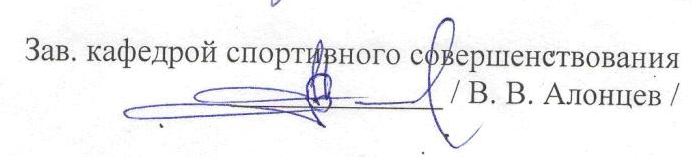 Зав. кафедрой спортивного совершенствования
/ В. В. Алонцев /